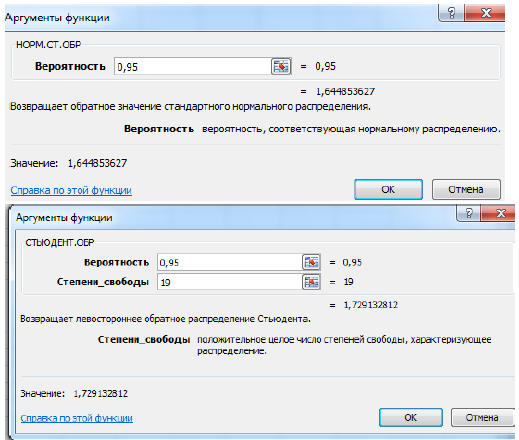 Аргументы функции
НОРМ.СТ.ОБР
Вероятность 0,95 = 0,95
= 1,644853627
Возвращает обратное значение стандартного нормального распределения.
Вероятность вероятность, соответствующая нормальному распределению.
Значение: 1,644853627
Справка по этой функции ОК Отмена
Аргументы функции
СТЬЮДЕНТ.ОБР
Вероятность 0,95 = 0,95
Степени_свободы 19 = 19
= 1,729132812
Возвращает левостороннее обратное распределение Стьюдента.
Степени_свободы положительное целое число степеней свободы, характеризующее
распределение.
Значение: 1,729132812
Справка по этой функции ОК Отмена